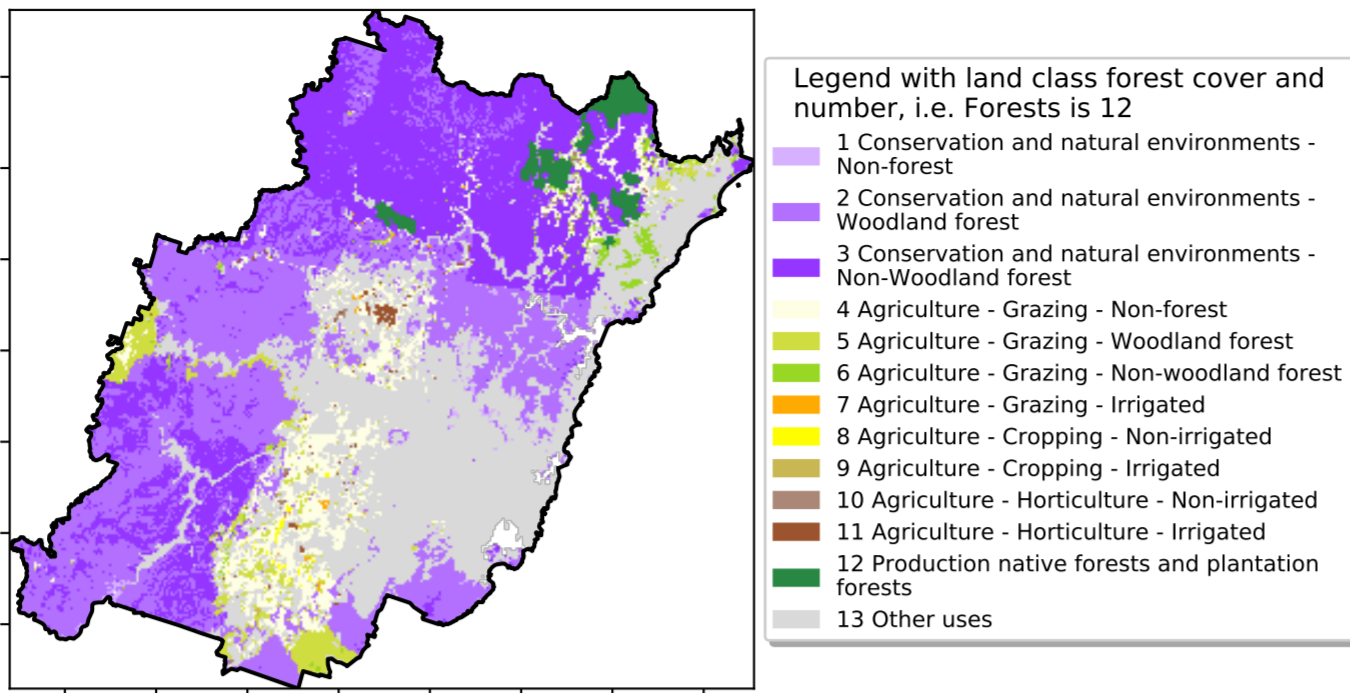 Legend with land class forest cover and
number, i.e. Forests is 12
1 Conservation and natural environments -
Non-forest
2 Conservation and natural environments -
Woodland forest
3 Conservation and natural environments -
Non-Woodland forest
4 Agriculture - Grazing - Non-forest
5 Agriculture - Grazing - Woodland forest
6 Agriculture - Grazing - Non-woodland forest
7 Agriculture - Grazing - Irrigated
8 Agriculture - Cropping - Non-irrigated
9 Agriculture - Cropping - Irrigated
10 Agriculture - Horticulture - Non-irrigated
11 Agriculture - Horticulture - Irrigated
12 Production native forests and plantation
forests
13 Other uses